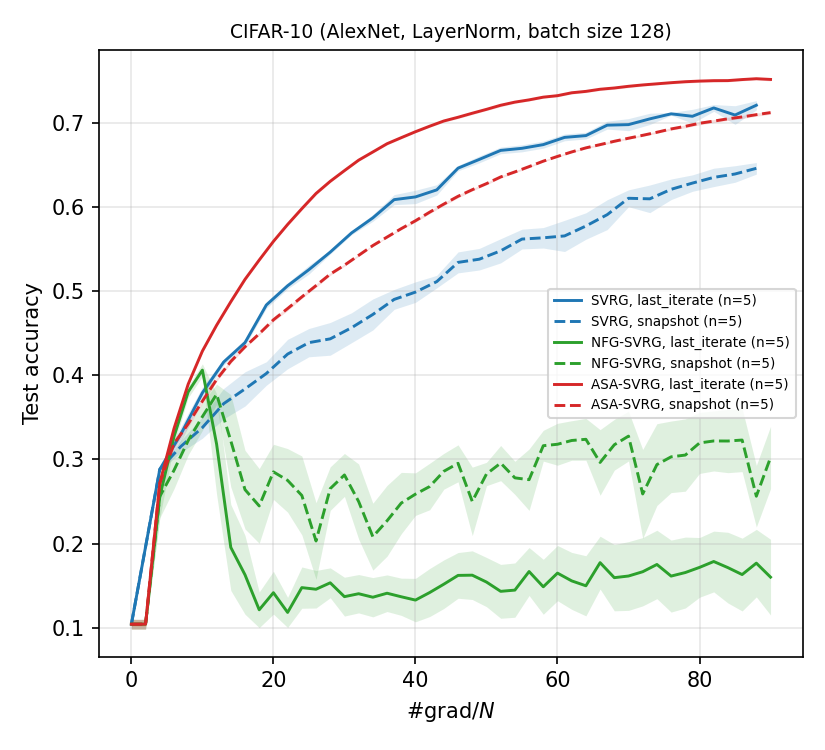 CIFAR-10 (AlexNet, LayerNorm, batch size 128)
Test accuracy
0.7
0.6
0.5
0.4
0.3
0.2
0.1
SVRG, last_iterate (n=5)
SVRG, snapshot (n=5)
NFG-SVRG, last_iterate (n=5)
NFG-SVRG, snapshot (n=5)
ASA-SVRG, last_iterate (n=5)
ASA-SVRG, snapshot (n=5)
0 20 40 60 80
#grad/N